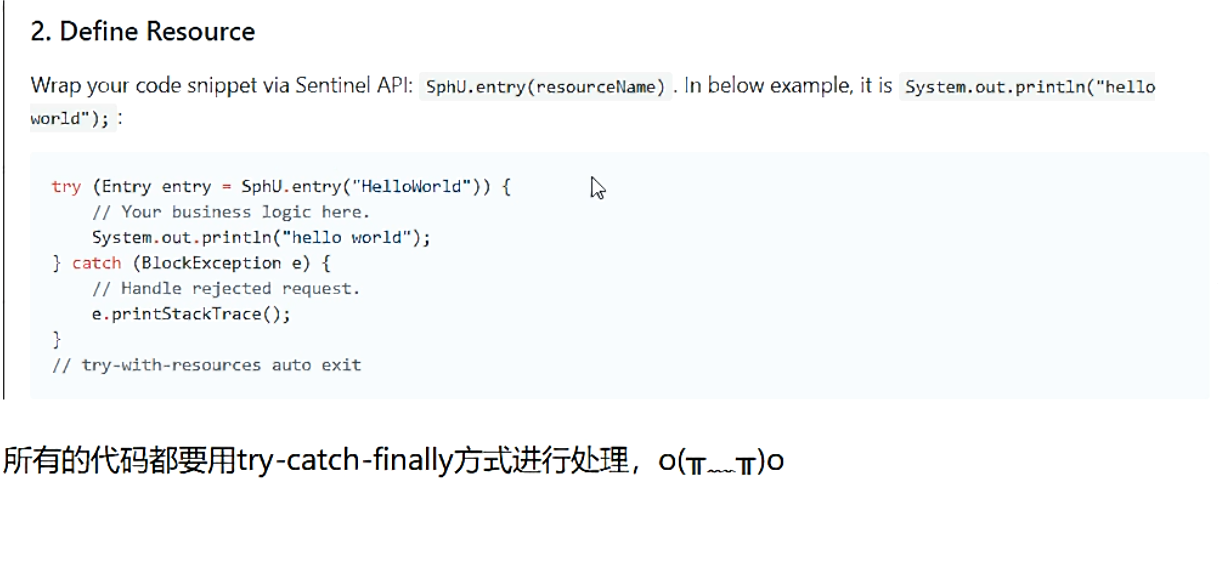 2. Define Resource
Wrap your code snippet via Sentinel API: SphU.entry(resourceName) . In below example, it is System.out.println("hello
world"); :
try (Entry entry = SphU.entry("HelloWorld")) {
    // Your business logic here.
    System.out.println("hello world");
} catch (BlockException e) {
    // Handle rejected request.
    e.printStackTrace();
}
// try-with-resources auto exit
所有的代码都要用try-catch-finally方式进行处理，o(╥﹏╥)o